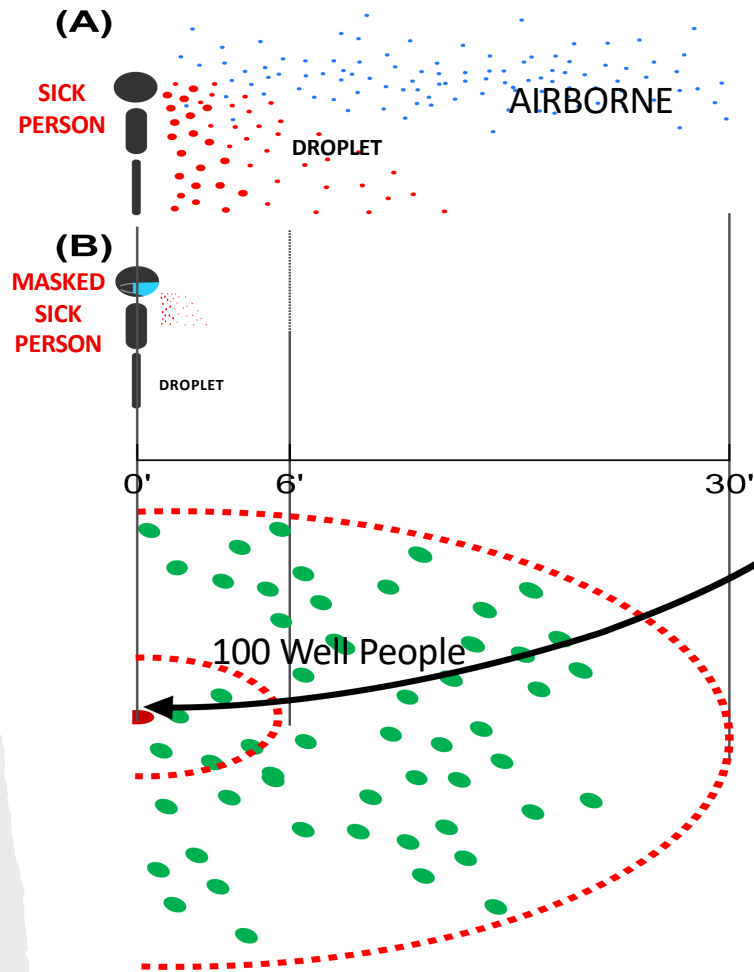 (A)
SICK
PERSON
AIRBORNE
DROPLET
(B)
MASKED
SICK
PERSON
DROPLET
0' 6' 30'
100 Well People